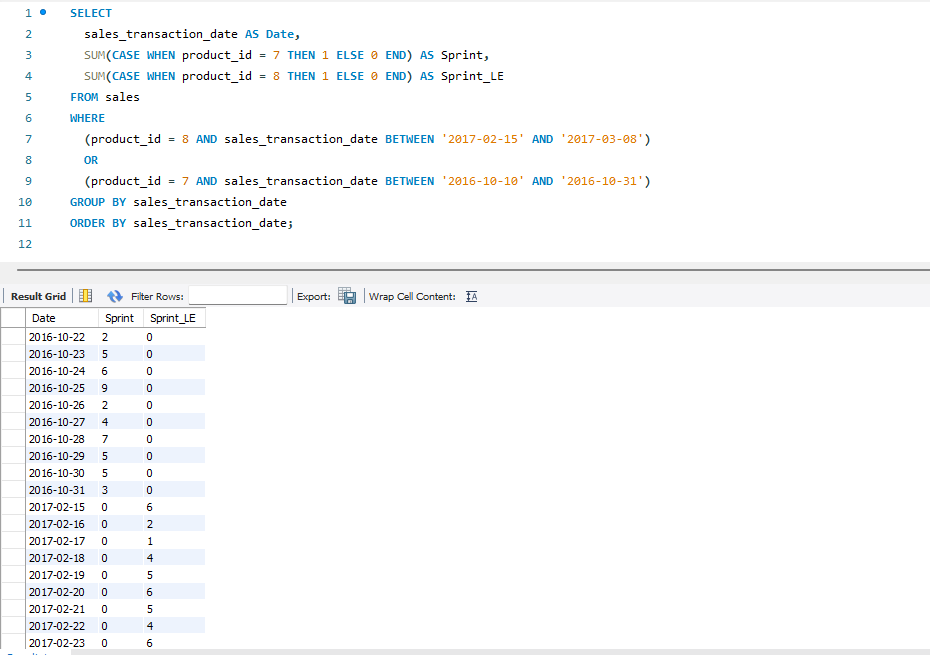 1 SELECT
2 sales_transaction_date AS Date,
3 SUM(CASE WHEN product_id = 7 THEN 1 ELSE 0 END) AS Sprint,
4 SUM(CASE WHEN product_id = 8 THEN 1 ELSE 0 END) AS Sprint_LE
5 FROM sales
6 WHERE
7 (product_id = 8 AND sales_transaction_date BETWEEN '2017-02-15' AND '2017-03-08')
8 OR
9 (product_id = 7 AND sales_transaction_date BETWEEN '2016-10-10' AND '2016-10-31')
10 GROUP BY sales_transaction_date
11 ORDER BY sales_transaction_date;
12
Result Grid Filter Rows: Export: Wrap Cell Content: IA
Date Sprint Sprint_LE
2016-10-22 2 0
2016-10-23 5 0
2016-10-24 6 0
2016-10-25 9 0
2016-10-26 2 0
2016-10-27 4 0
2016-10-28 7 0
2016-10-29 5 0
2016-10-30 5 0
2016-10-31 3 0
2017-02-15 0 6
2017-02-16 0 2
2017-02-17 0 1
2017-02-18 0 4
2017-02-19 0 5
2017-02-20 0 6
2017-02-21 0 5
2017-02-22 0 4
2017-02-23 0 6